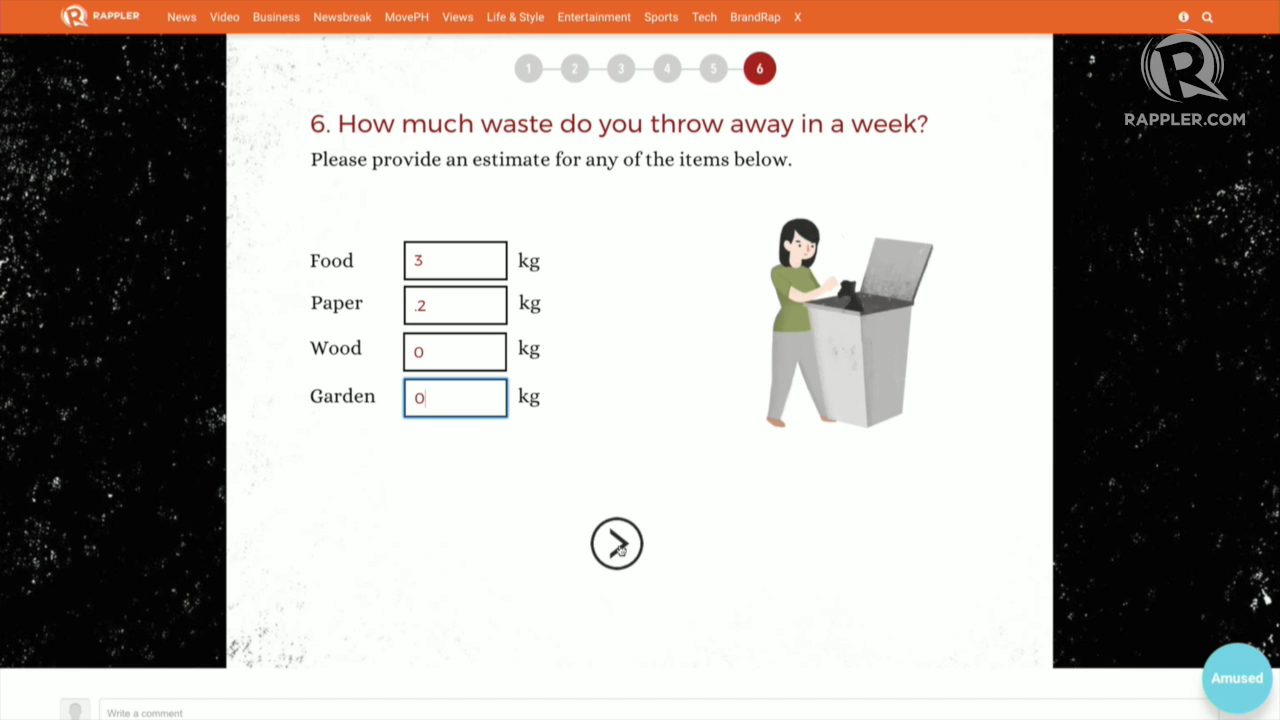 RAPPLER News Video Business Newsbreak MovePH Views Life & Style Entertainment Sports Tech BrandRap X
RAPPLER.COM
1 2 3 4 5 6
6. How much waste do you throw away in a week?
Please provide an estimate for any of the items below.
Food 3 kg
Paper .2 kg
Wood 0 kg
Garden 0 kg
Amused
Write a comment